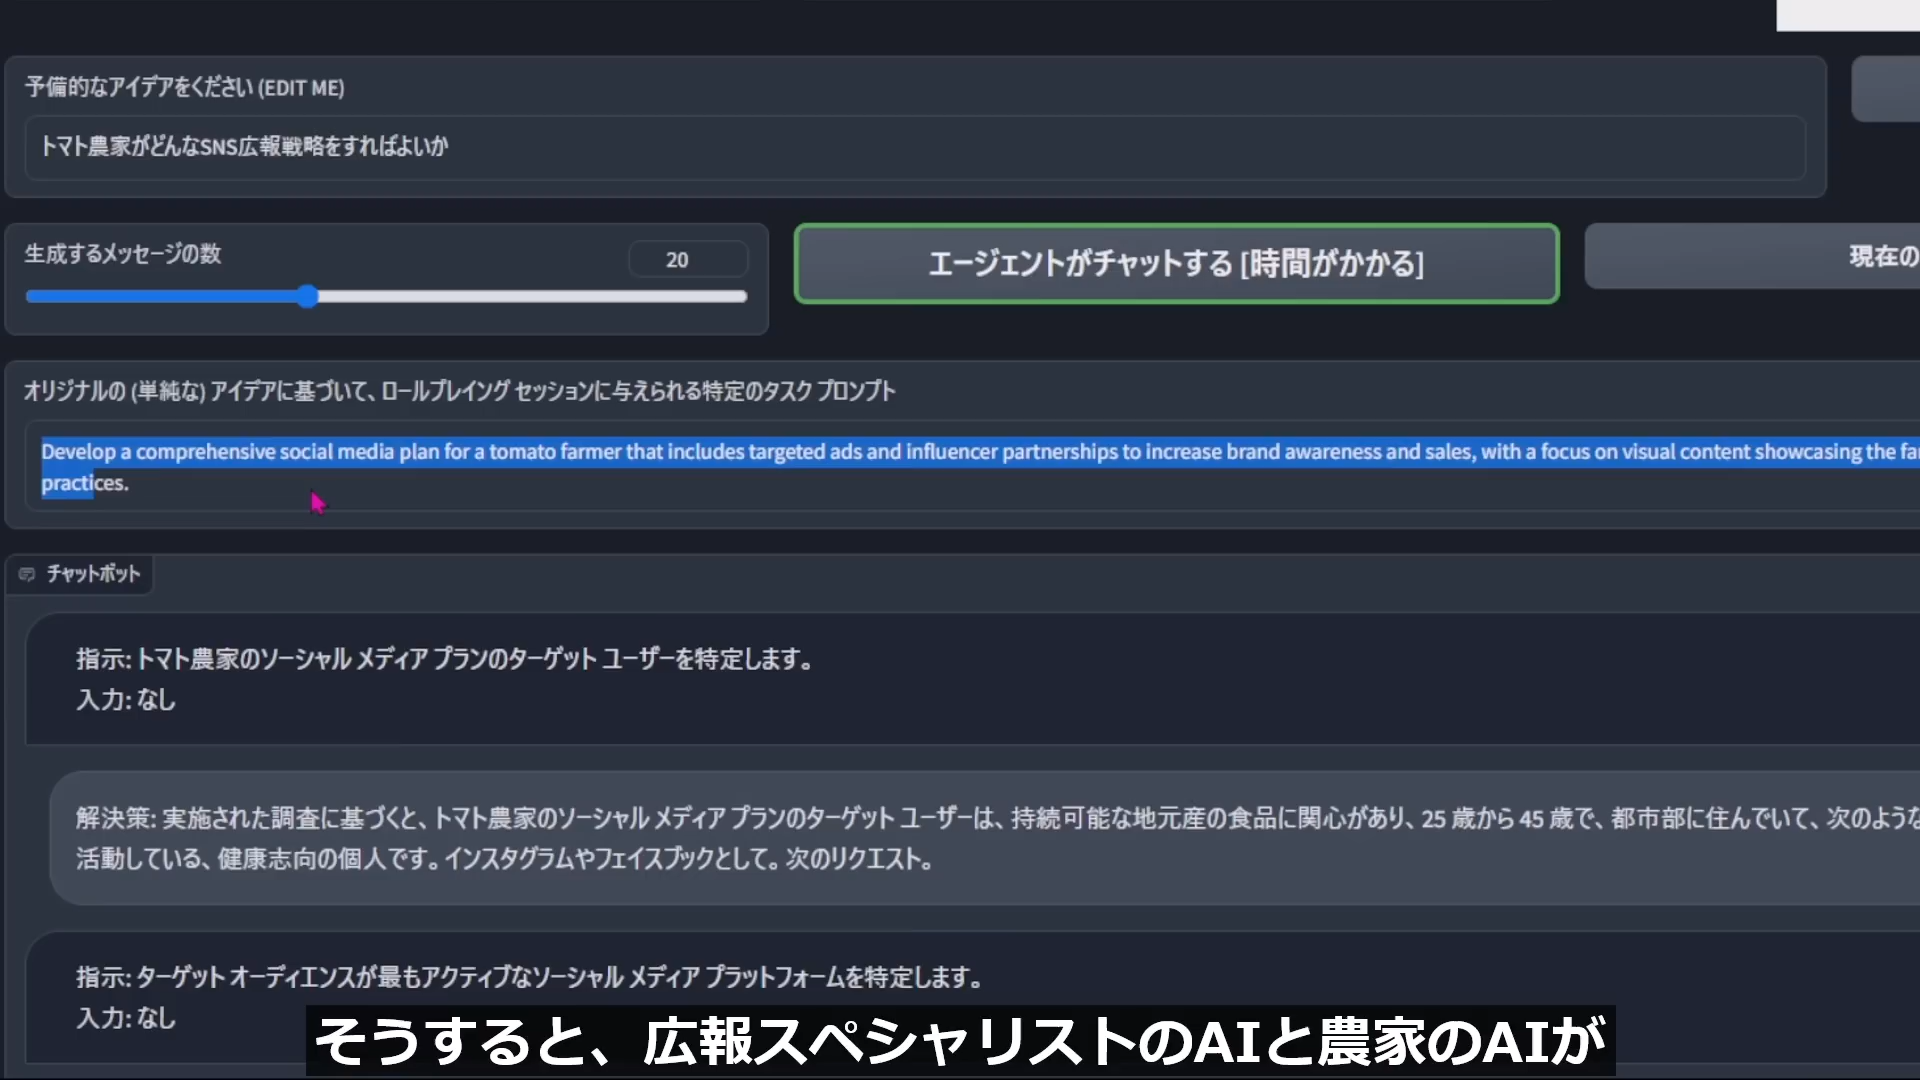 予備的なアイデアをください (EDIT ME)
トマト農家がどんなSNS広報戦略をすればよいか
生成するメッセージの数
20
エージェントがチャットする [時間がかかる]
現在の
オリジナルの (単純な) アイデアに基づいて、ロールプレイング セッションに与えられる特定のタスク プロンプト
Develop a comprehensive social media plan for a tomato farmer that includes targeted ads and influencer partnerships to increase brand awareness and sales, with a focus on visual content showcasing the far
practices.
チャットボット
指示: トマト農家のソーシャル メディア プランのターゲット ユーザーを特定します。
入力: なし
解決策: 実施された調査に基づくと、トマト農家のソーシャル メディア プランのターゲット ユーザーは、持続可能な地元産の食品に関心があり、25 歳から 45 歳で、都市部に住んでいて、次のような
活動している、健康志向の個人です。インスタグラムやフェイスブックとして。次のリクエスト。
指示: ターゲット オーディエンスが最もアクティブなソーシャル メディア プラットフォームを特定します。
入力: なし
そうすると、広報スペシャリストのAIと農家のAIが